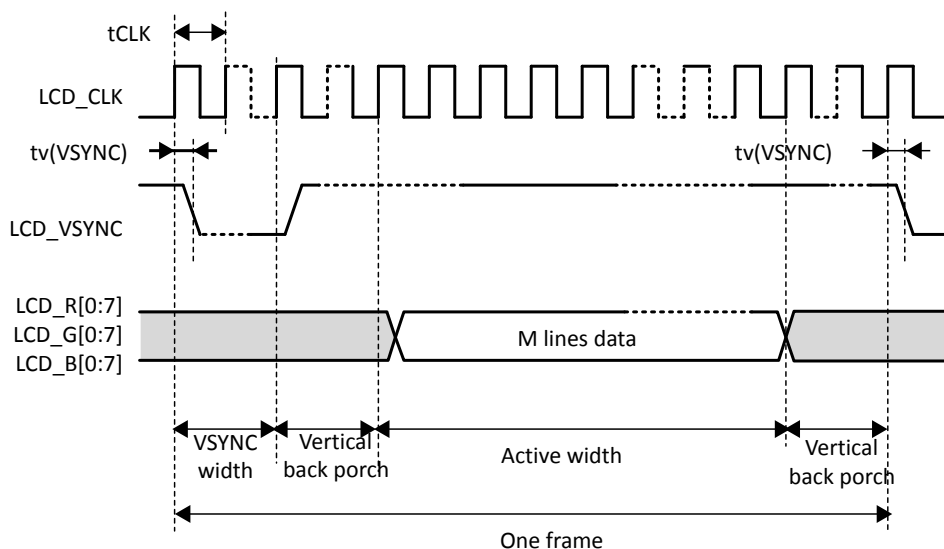 tCLK
LCD_CLK
tv(VSYNC)
tv(VSYNC)
LCD_VSYNC
LCD_R[0:7]
LCD_G[0:7]
LCD_B[0:7]
M lines data
VSYNC
width
Vertical
back porch
Active width
Vertical
back porch
One frame